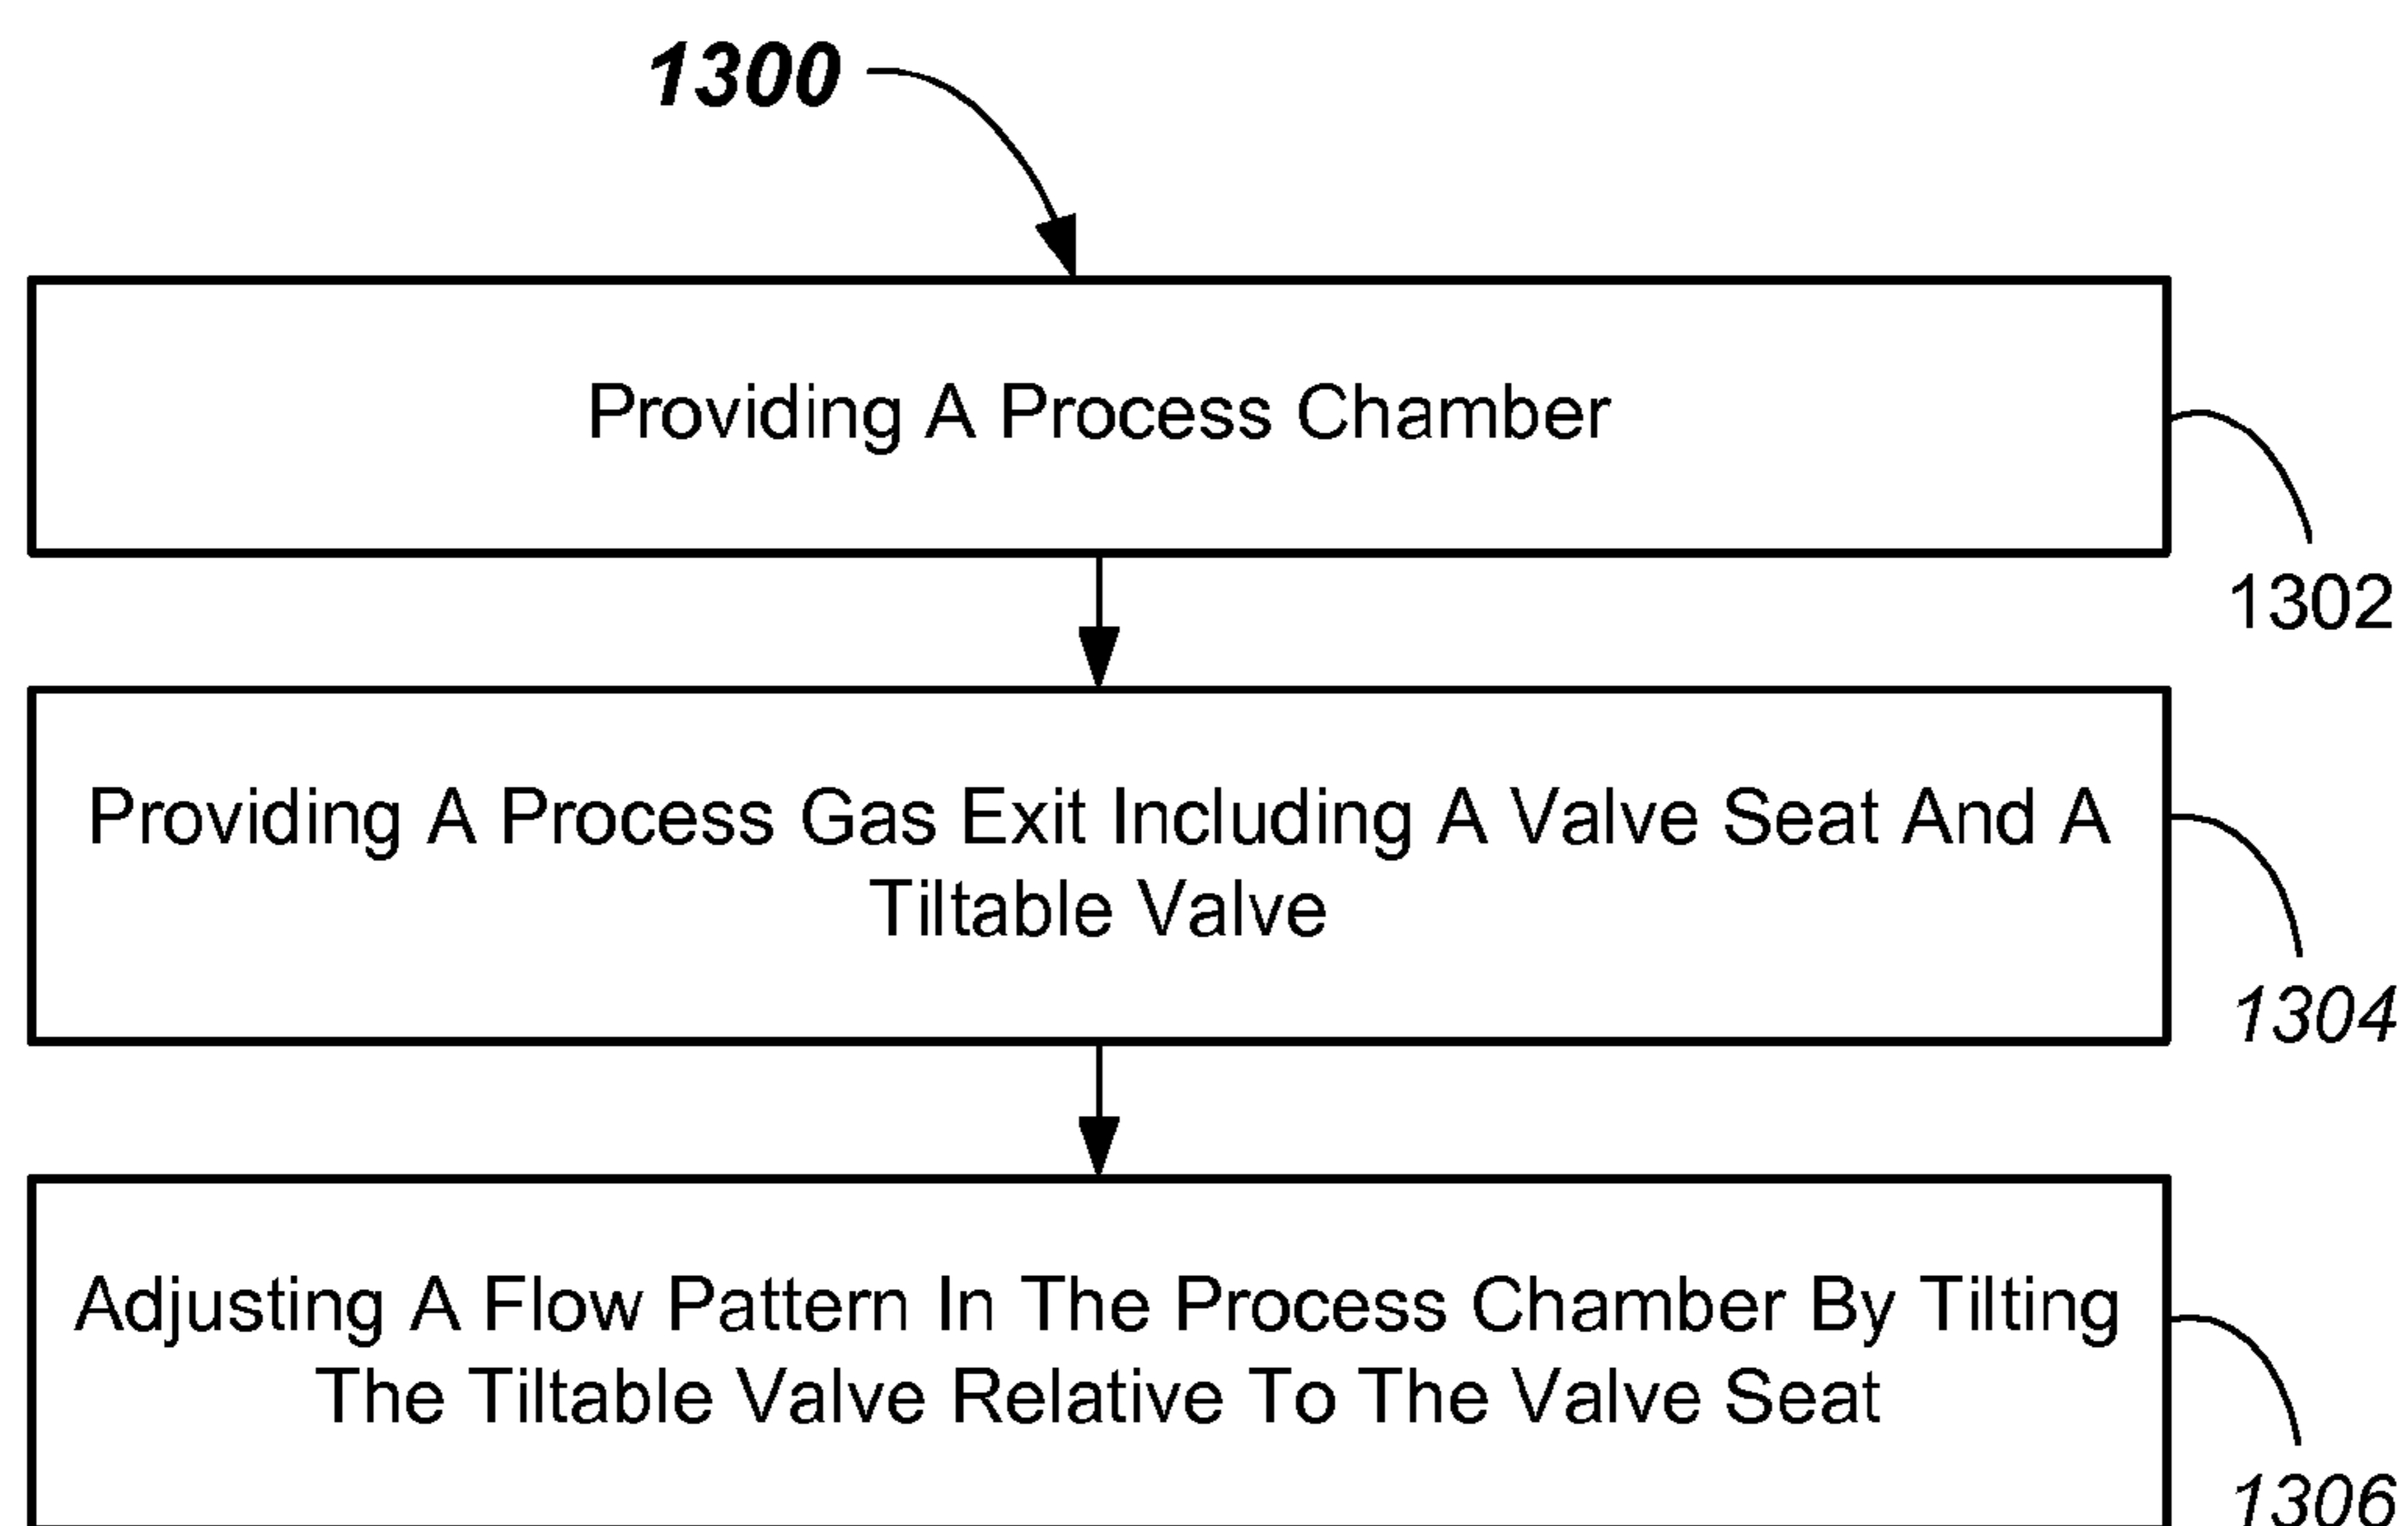 1300
Providing A Process Chamber
1302
Providing A Process Gas Exit Including A Valve Seat And A
Tiltable Valve
1304
Adjusting A Flow Pattern In The Process Chamber By Tilting
The Tiltable Valve Relative To The Valve Seat
1306